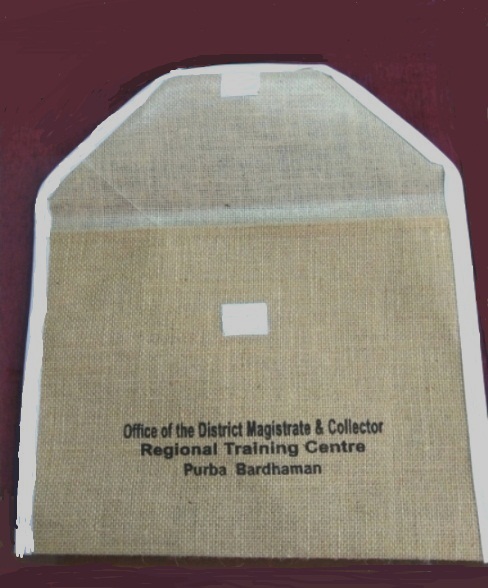 Office of the District Magistrate & Collector
Regional Training Centre
Purba Bardhaman